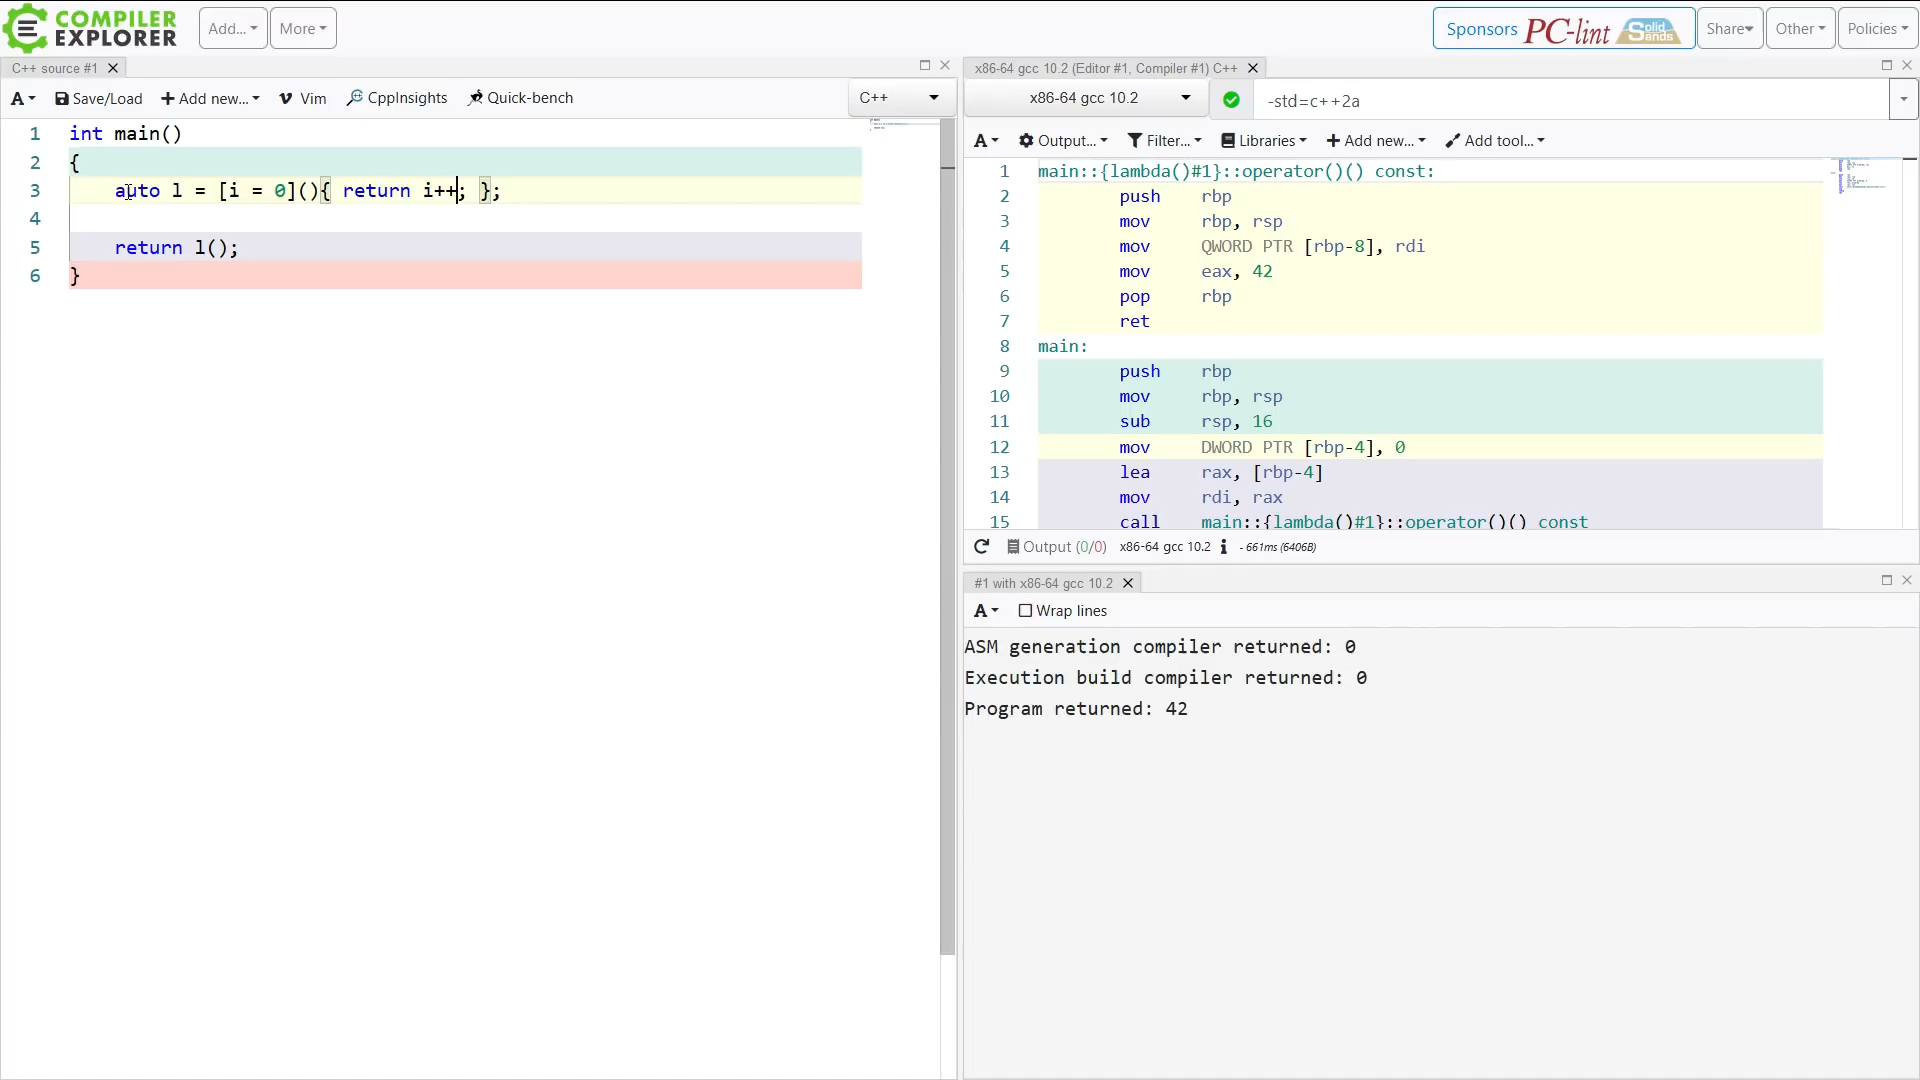 COMPILER
EXPLORER
Add...
More
Sponsors PC-lint Solid Sands
Share
Other
Policies
C++ source #1
A Save/Load + Add new... Vim CppInsights Quick-bench
C++
1 int main()
2 {
3 auto l = [i = 0](){ return i++; };
4
5 return l();
6 }
x86-64 gcc 10.2 (Editor #1, Compiler #1) C++
x86-64 gcc 10.2
-std=c++2a
A Output... Filter... Libraries + Add new... Add tool...
1 main::{lambda()#1}::operator()() const:
2 push rbp
3 mov rbp, rsp
4 mov QWORD PTR [rbp-8], rdi
5 mov eax, 42
6 pop rbp
7 ret
8 main:
9 push rbp
10 mov rbp, rsp
11 sub rsp, 16
12 mov DWORD PTR [rbp-4], 0
13 lea rax, [rbp-4]
14 mov rdi, rax
15 call main::{lambda()#1}::operator()() const
Output (0/0) x86-64 gcc 10.2 i - 661ms (6406B)
#1 with x86-64 gcc 10.2
A Wrap lines
ASM generation compiler returned: 0
Execution build compiler returned: 0
Program returned: 42